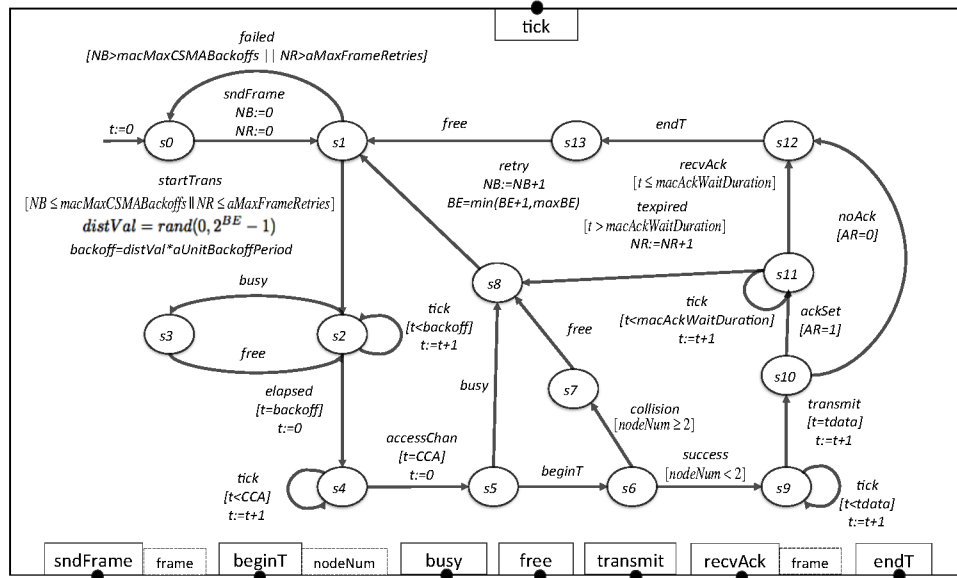 tick
failed
[NB>macMaxCSMABackoffs || NR>aMaxFrameRetries]
sndFrame
NB:=0
NR:=0
t:=0
s0
s1
free
s13
endT
s12
startTrans
[NB ≤ macMaxCSMABackoffs || NR ≤ aMaxFrameRetries]
distVal = rand(0, 2^{BE} − 1)
backoff=distVal*aUnitBackoffPeriod
retry
NB:=NB+1
BE=min(BE+1,maxBE)
recvAck
[t ≤ macAckWaitDuration]
texpired
[t > macAckWaitDuration]
NR:=NR+1
noAck
[AR=0]
busy
s3
s2
free
tick
[t<backoff]
t:=t+1
s8
s11
tick
[t<macAckWaitDuration]
t:=t+1
ackSet
[AR=1]
free
s7
s10
elapsed
[t=backoff]
t:=0
busy
collision
[nodeNum ≥ 2]
transmit
[t=tdata]
t:=t+1
accessChan
[t=CCA]
t:=0
beginT
success
[nodeNum < 2]
tick
[t<CCA]
t:=t+1
s4
s5
s6
s9
tick
[t<tdata]
t:=t+1
sndFrame
frame
beginT
nodeNum
busy
free
transmit
recvAck
frame
endT